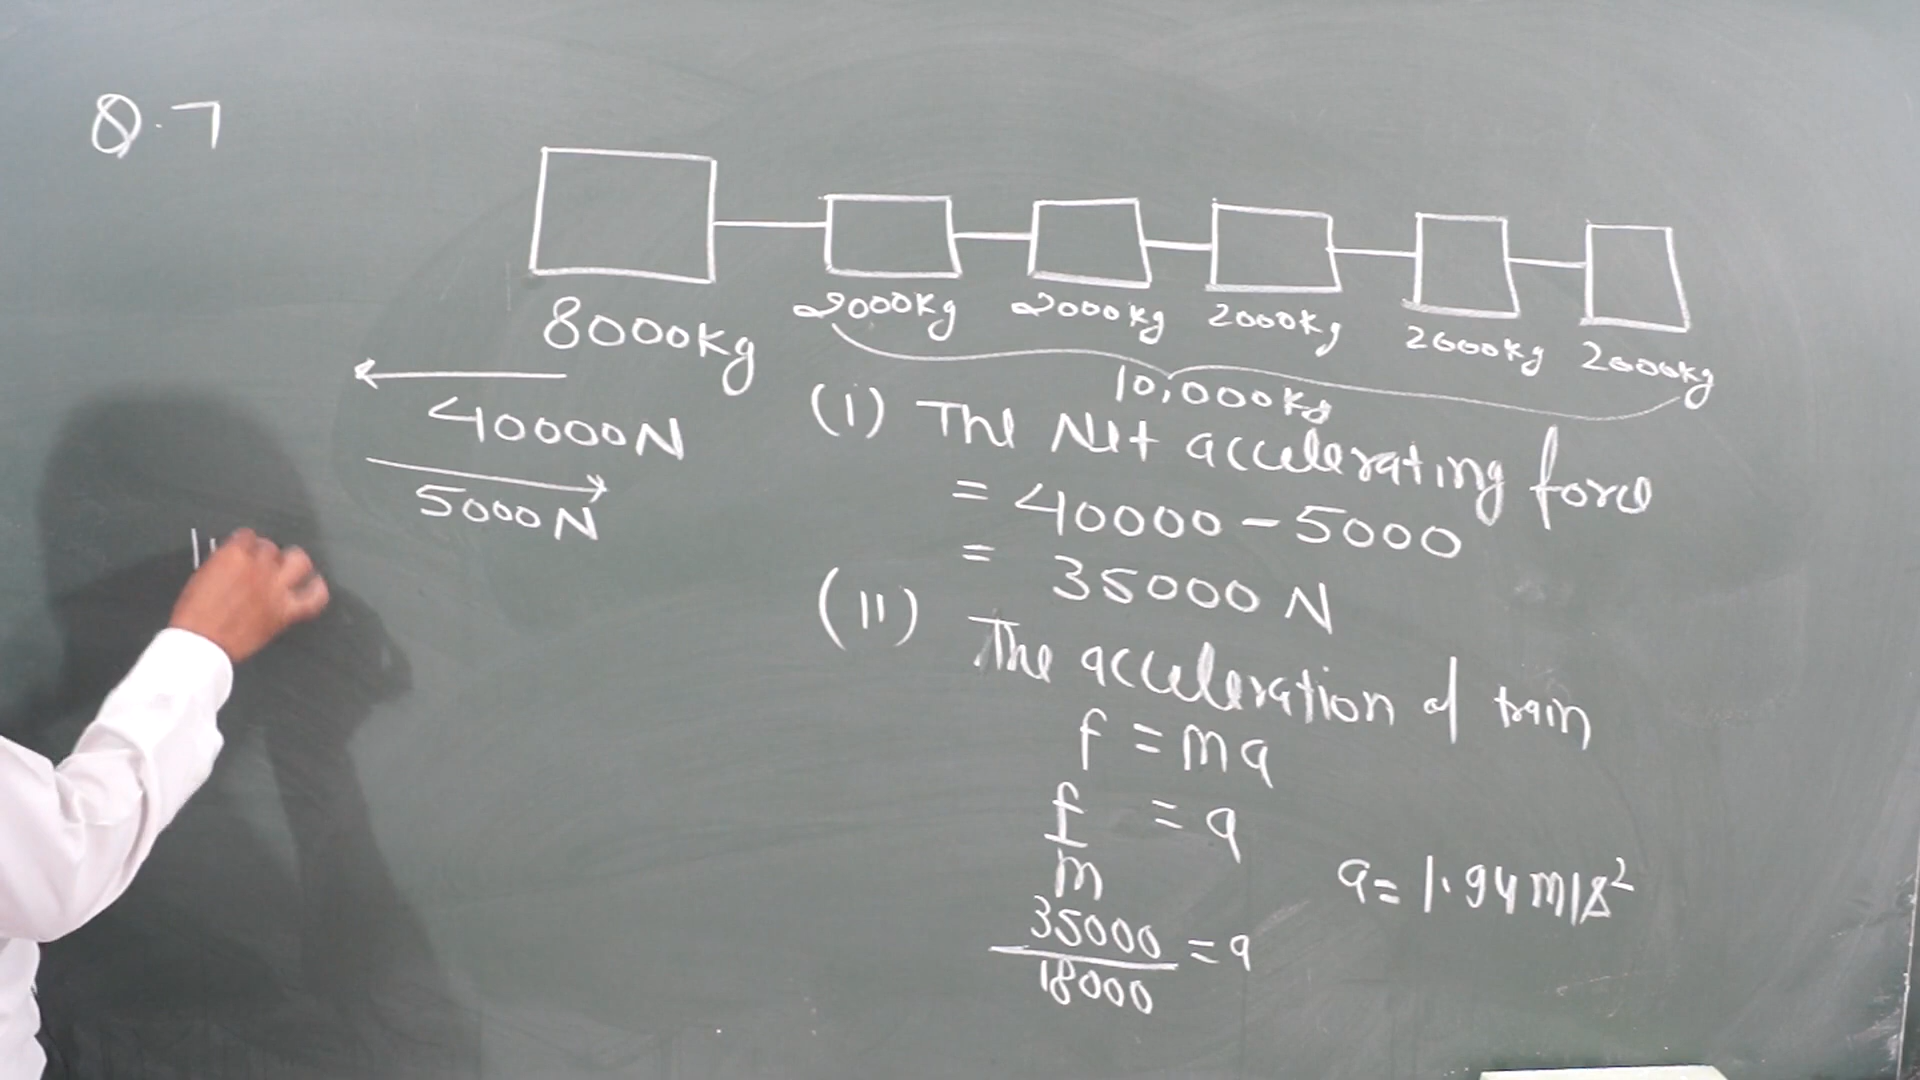 Q.7
8000Kg
2000Kg 2000Kg 2000Kg 2000Kg 2000Kg
10,000Kg
40000N
5000N
(i) The Net accelerating force
= 40000 - 5000
= 35000 N
(ii) The acceleration of train
f = ma
f/m = a
35000/18000 = a
a = 1.94 m/s²